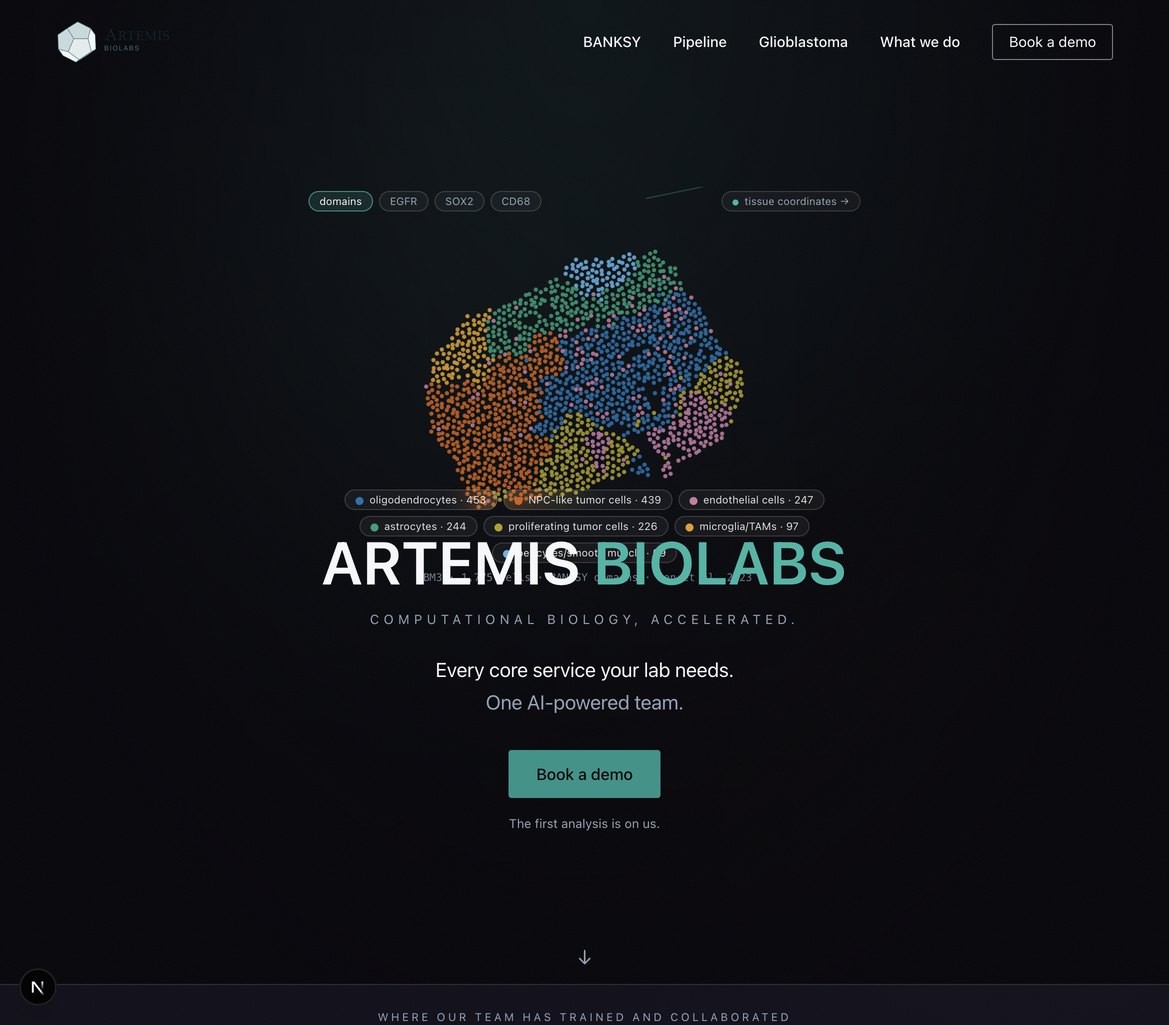 ARTEMIS
BIOLABS
BANKSY Pipeline Glioblastoma What we do Book a demo
domains EGFR SOX2 CD68 tissue coordinates →
oligodendrocytes · 453 NPC-like tumor cells · 439 endothelial cells · 247
astrocytes · 244 proliferating tumor cells · 226 microglia/TAMs · 97
ARTEMIS BIOLABS
COMPUTATIONAL BIOLOGY, ACCELERATED.
Every core service your lab needs.
One AI-powered team.
Book a demo
The first analysis is on us.
↓
N
WHERE OUR TEAM HAS TRAINED AND COLLABORATED